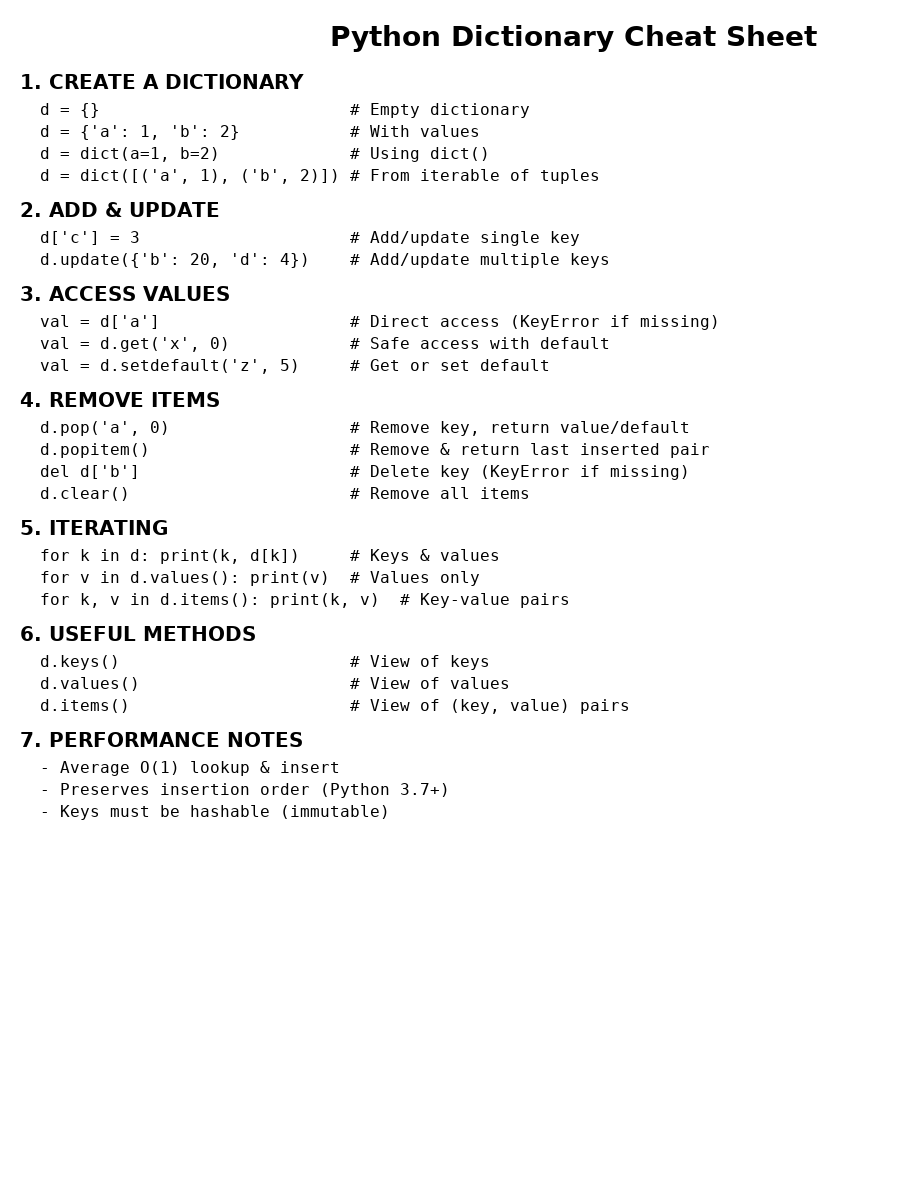 Python Dictionary Cheat Sheet
1. CREATE A DICTIONARY
d = {}                         # Empty dictionary
d = {'a': 1, 'b': 2}           # With values
d = dict(a=1, b=2)             # Using dict()
d = dict([('a', 1), ('b', 2)]) # From iterable of tuples
2. ADD & UPDATE
d['c'] = 3                     # Add/update single key
d.update({'b': 20, 'd': 4})    # Add/update multiple keys
3. ACCESS VALUES
val = d['a']                   # Direct access (KeyError if missing)
val = d.get('x', 0)            # Safe access with default
val = d.setdefault('z', 5)     # Get or set default
4. REMOVE ITEMS
d.pop('a', 0)                  # Remove key, return value/default
d.popitem()                    # Remove & return last inserted pair
del d['b']                     # Delete key (KeyError if missing)
d.clear()                      # Remove all items
5. ITERATING
for k in d: print(k, d[k])     # Keys & values
for v in d.values(): print(v)  # Values only
for k, v in d.items(): print(k, v)  # Key-value pairs
6. USEFUL METHODS
d.keys()                       # View of keys
d.values()                     # View of values
d.items()                      # View of (key, value) pairs
7. PERFORMANCE NOTES
- Average O(1) lookup & insert
- Preserves insertion order (Python 3.7+)
- Keys must be hashable (immutable)